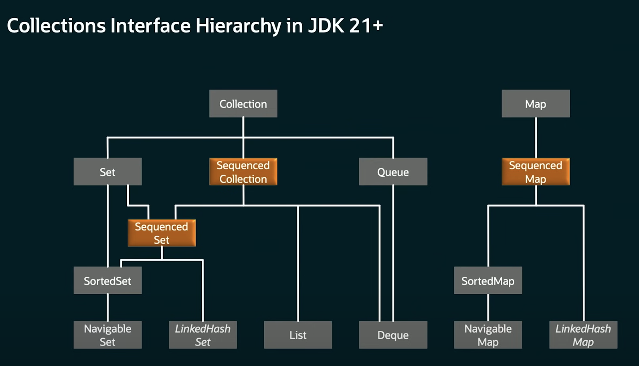 Collections Interface Hierarchy in JDK 21+
Collection
Map
Set
Sequenced
Collection
Queue
Sequenced
Map
Sequenced
Set
SortedSet
SortedMap
Navigable
Set
LinkedHash
Set
List
Deque
Navigable
Map
LinkedHash
Map